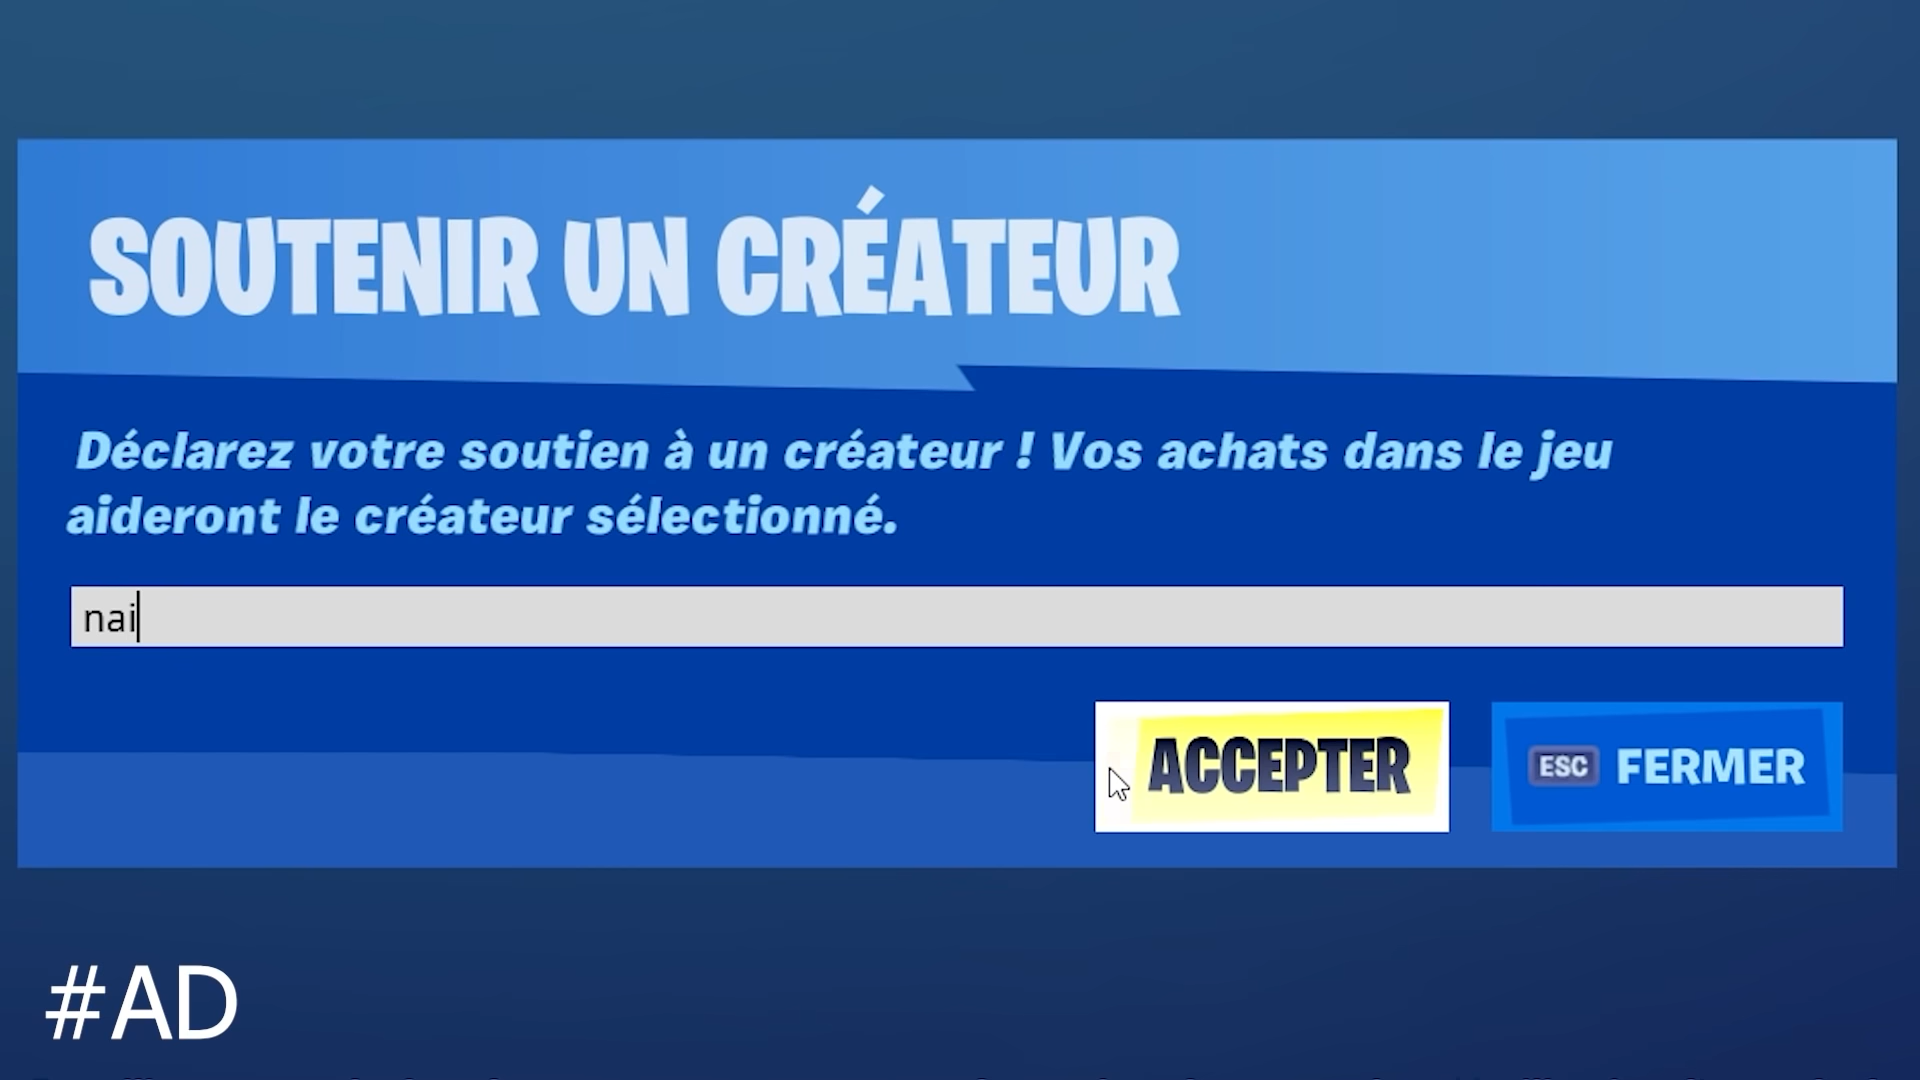 SOUTENIR UN CRÉATEUR
Déclarez votre soutien à un créateur ! Vos achats dans le jeu
aideront le créateur sélectionné.
nai
ACCEPTER
ESC FERMER
#AD